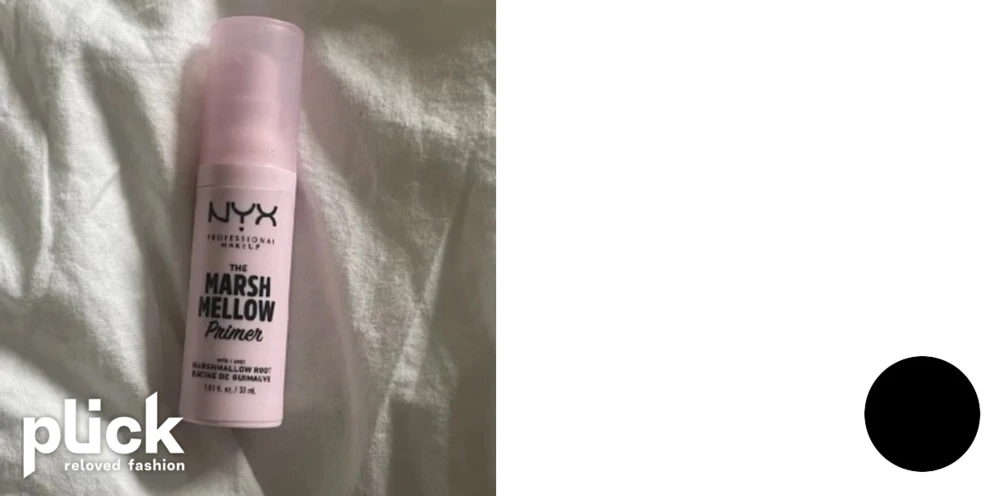 NYX
PROFESSIONAL
MAKEUP
THE
MARSH
MELLOW
Primer
MARSHMALLOW ROOT
RACINE DE GUIMAUVE
1.01 fl. oz. / 30 mL
plick
reloved fashion